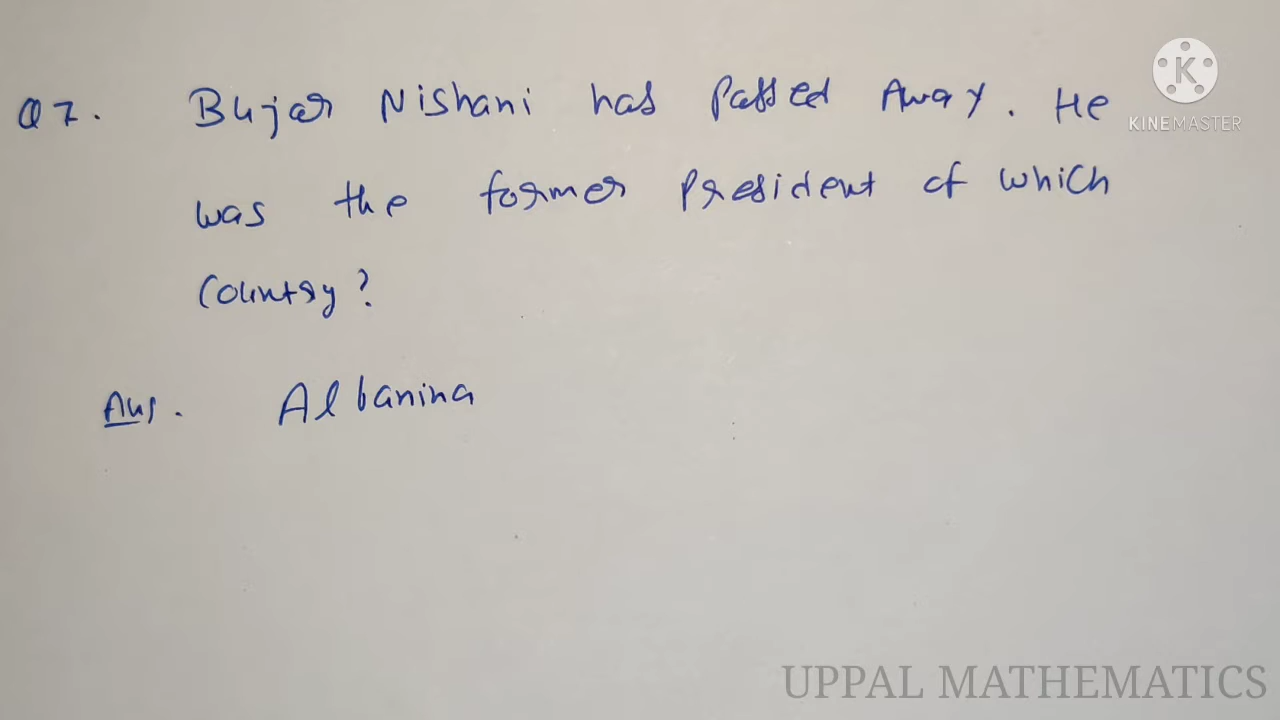 Q7. Bujar Nishani has Passed Away. He
was the former President of which
Country?
Ans. Albanina
K
KINEMASTER
UPPAL MATHEMATICS